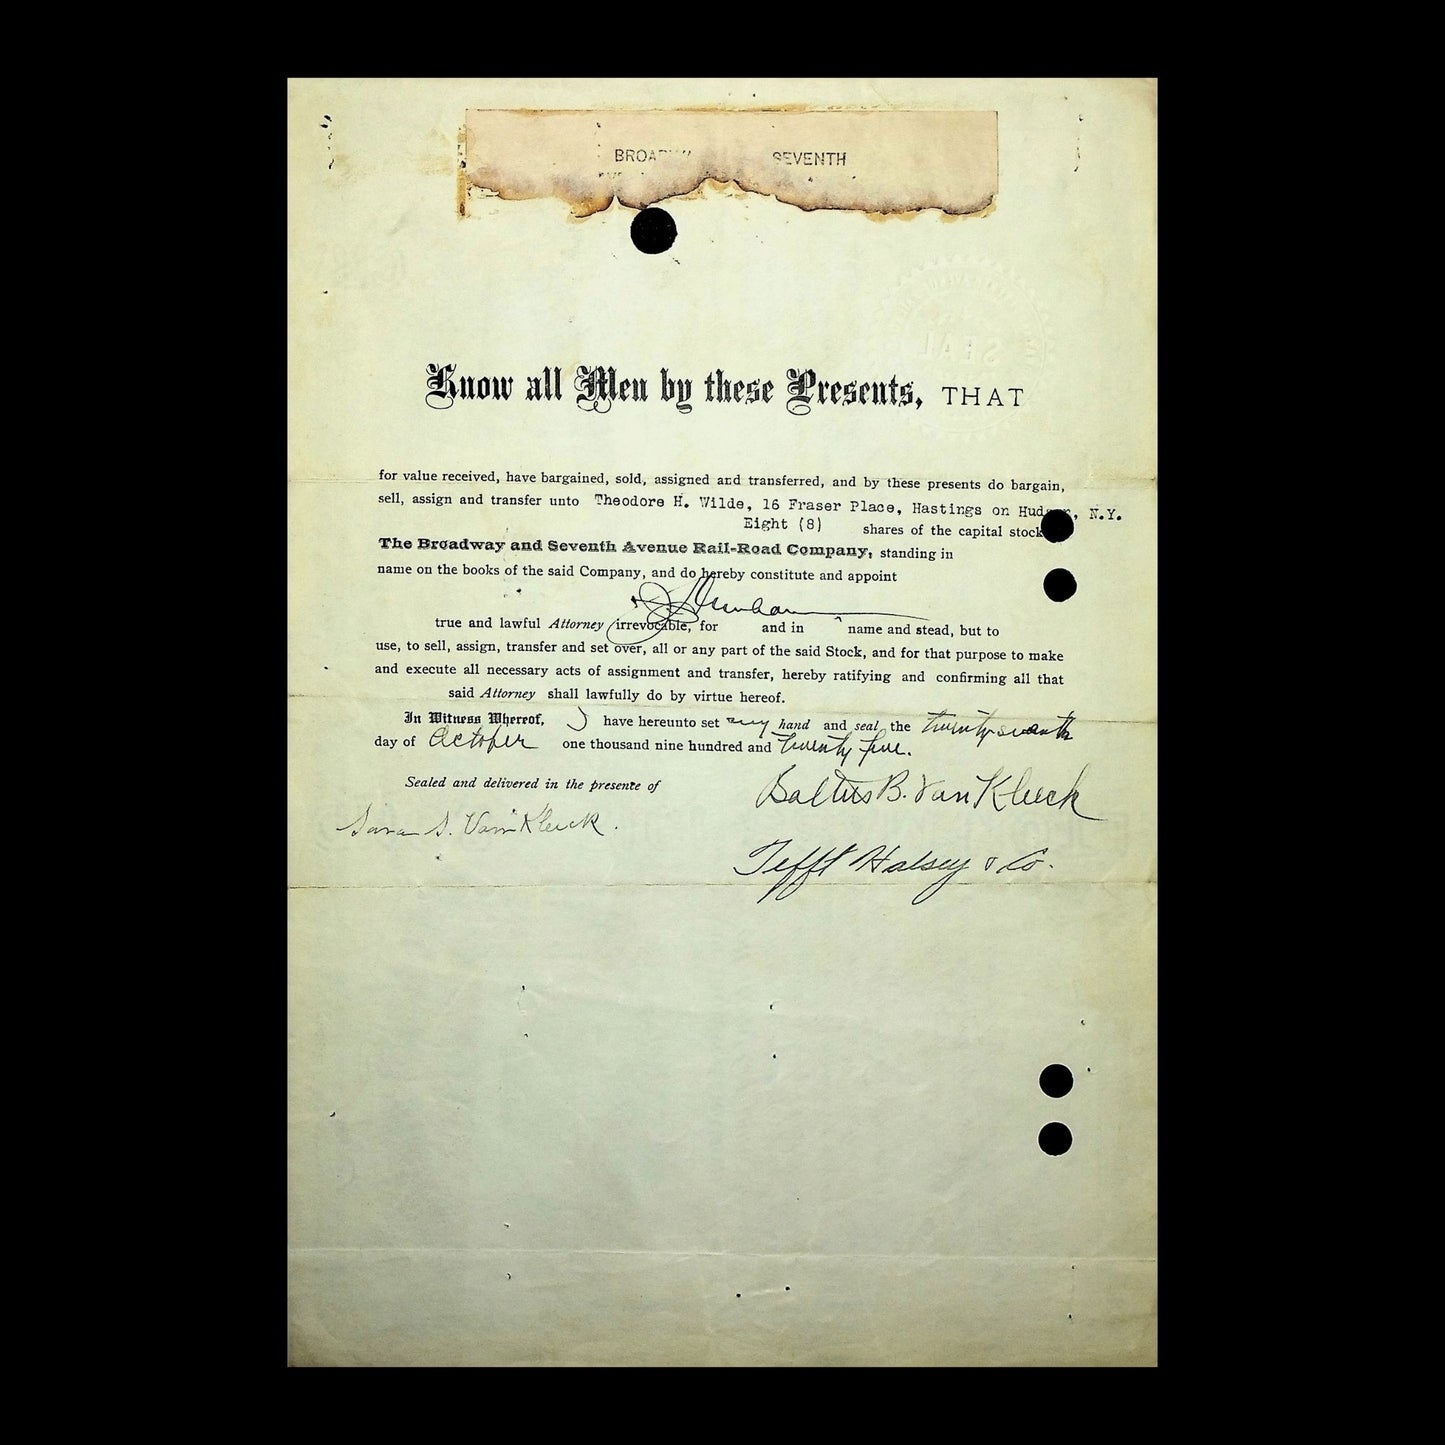 BROADWAY SEVENTH
SEAL
Know all Men by these Presents, THAT
for value received, have bargained, sold, assigned and transferred, and by these presents do bargain,
sell, assign and transfer unto Theodore H. Wilde, 16 Fraser Place, Hastings on Hudson, N.Y.
Eight (8) shares of the capital stock
The Broadway and Seventh Avenue Rail-Road Company, standing in
name on the books of the said Company, and do hereby constitute and appoint
true and lawful Attorney irrevocable, for and in name and stead, but to
use, to sell, assign, transfer and set over, all or any part of the said Stock, and for that purpose to make
and execute all necessary acts of assignment and transfer, hereby ratifying and confirming all that
said Attorney shall lawfully do by virtue hereof.
In Witness Whereof, I have hereunto set my hand and seal the twenty seventh
day of October one thousand nine hundred and twenty five.
Sealed and delivered in the presente of
Baltus B. Van Kleeck
Sara S. Van Kleeck.
Tefft Halsey & Co.